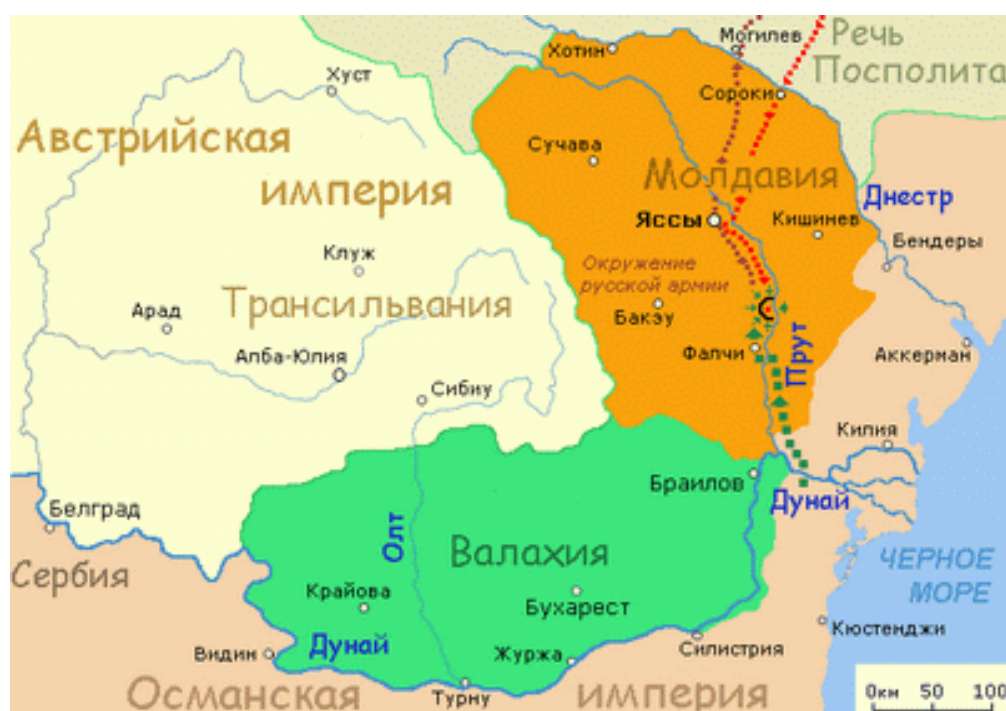 Речь
Посполита
Хотин
Могилев
Хуст
Сороки
Австрийская
империя
Сучава
Молдавия
Днестр
Яссы
Кишинев
Бендеры
Клуж
Окружение
русской армии
Трансильвания
Арад
Бакэу
Алба-Юлия
Фалчи
Прут
Аккерман
Сибиу
Килия
Браилов
Дунай
Белград
Олт
Валахия
ЧЕРНОЕ
МОРЕ
Сербия
Крайова
Бухарест
Кюстенджи
Видин
Дунай
Журжа
Силистрия
Османская
империя
Турну
0км 50 100